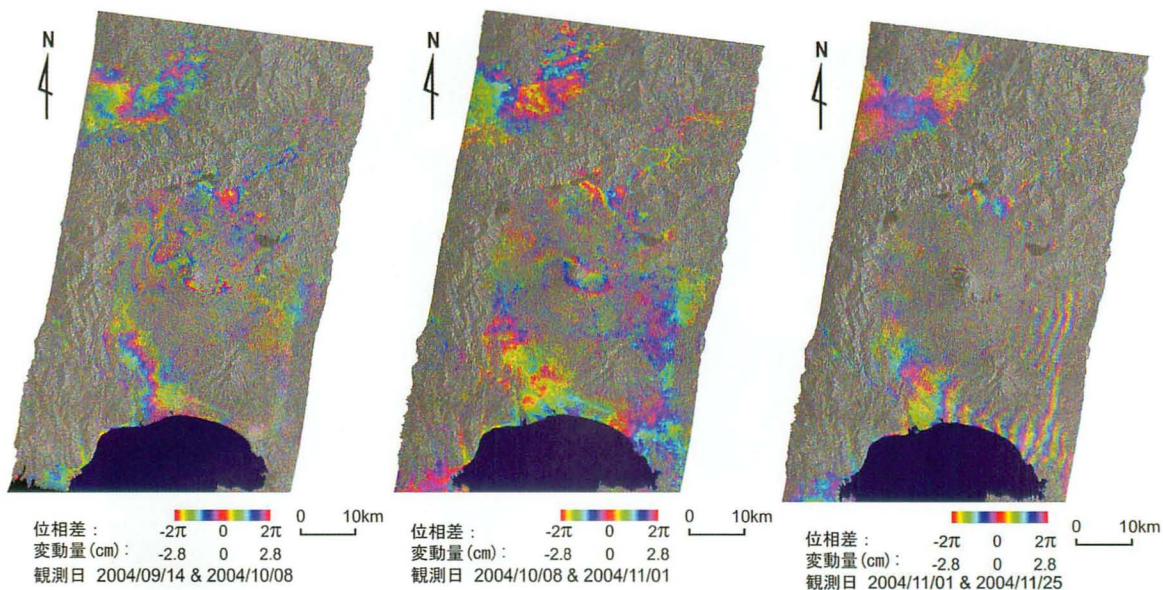 N
位相差： -2π 0 2π 0 10km
変動量(cm)： -2.8 0 2.8
観測日 2004/09/14 & 2004/10/08
N
位相差： -2π 0 2π 0 10km
変動量(cm)： -2.8 0 2.8
観測日 2004/10/08 & 2004/11/01
N
位相差： -2π 0 2π 0 10km
変動量(cm)： -2.8 0 2.8
観測日 2004/11/01 & 2004/11/25